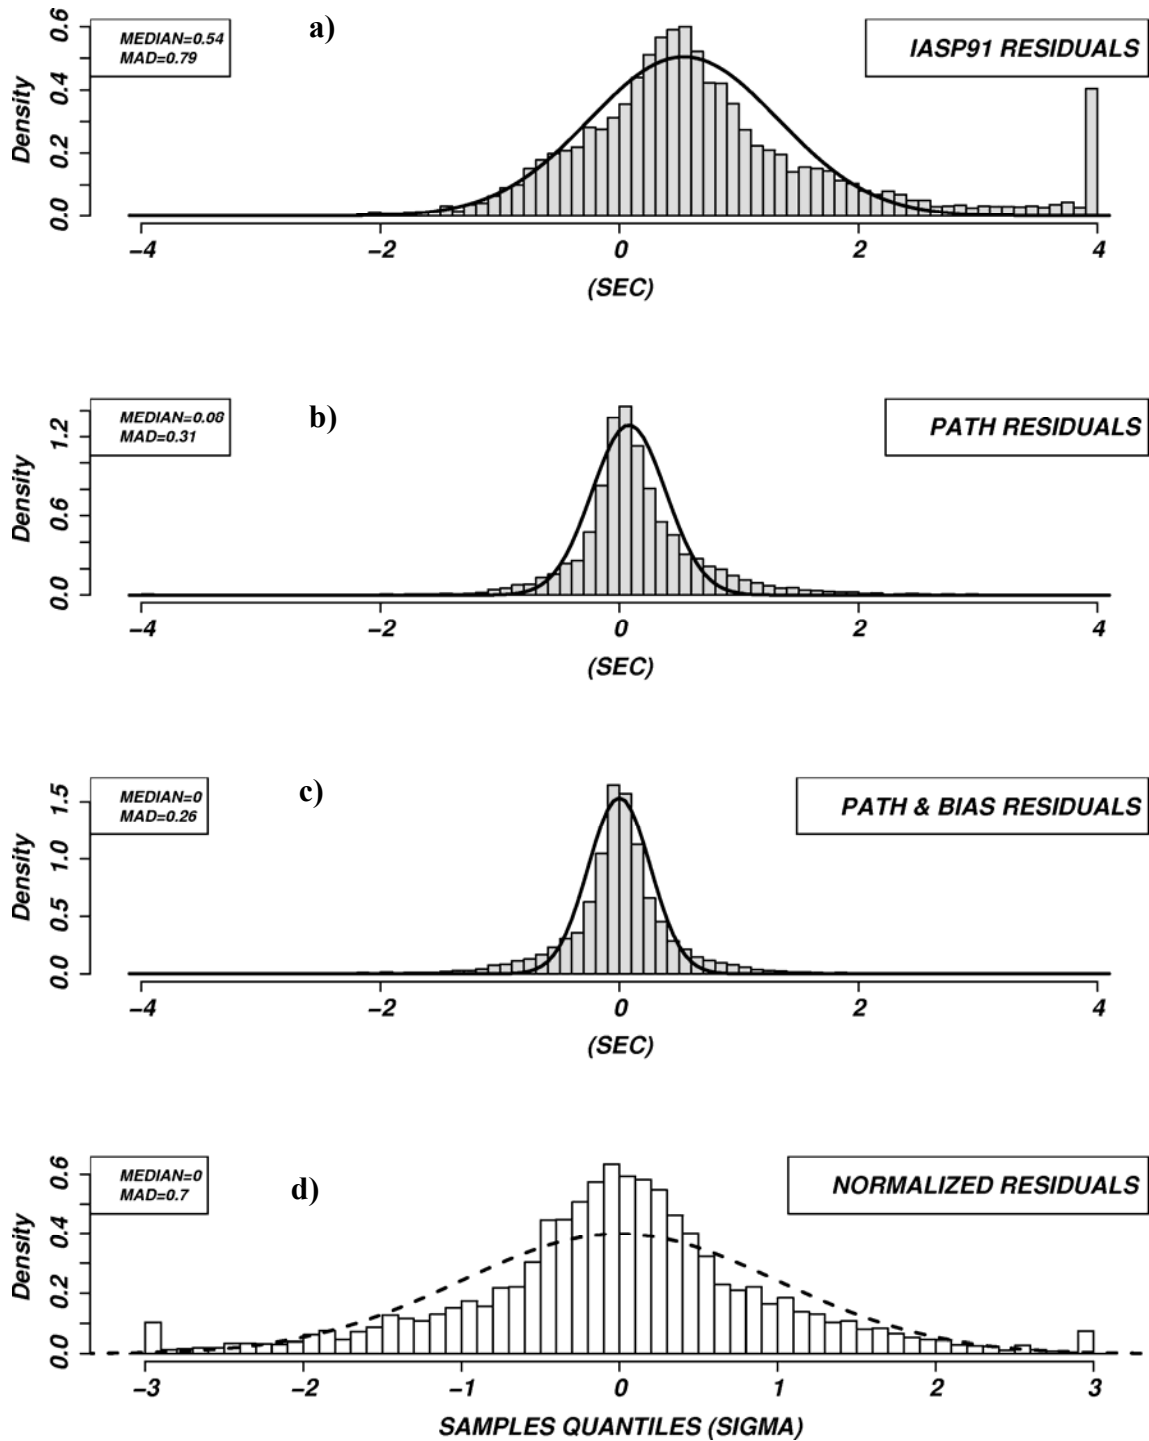 MEDIAN=0.54
MAD=0.79
a)
IASP91 RESIDUALS
Density
0.0 0.2 0.4 0.6
-4 -2 0 2 4
(SEC)
MEDIAN=0.08
MAD=0.31
b)
PATH RESIDUALS
Density
0.0 0.6 1.2
-4 -2 0 2 4
(SEC)
MEDIAN=0
MAD=0.26
c)
PATH & BIAS RESIDUALS
Density
0.0 0.5 1.0 1.5
-4 -2 0 2 4
(SEC)
MEDIAN=0
MAD=0.7
d)
NORMALIZED RESIDUALS
Density
0.0 0.2 0.4 0.6
-3 -2 -1 0 1 2 3
SAMPLES QUANTILES (SIGMA)